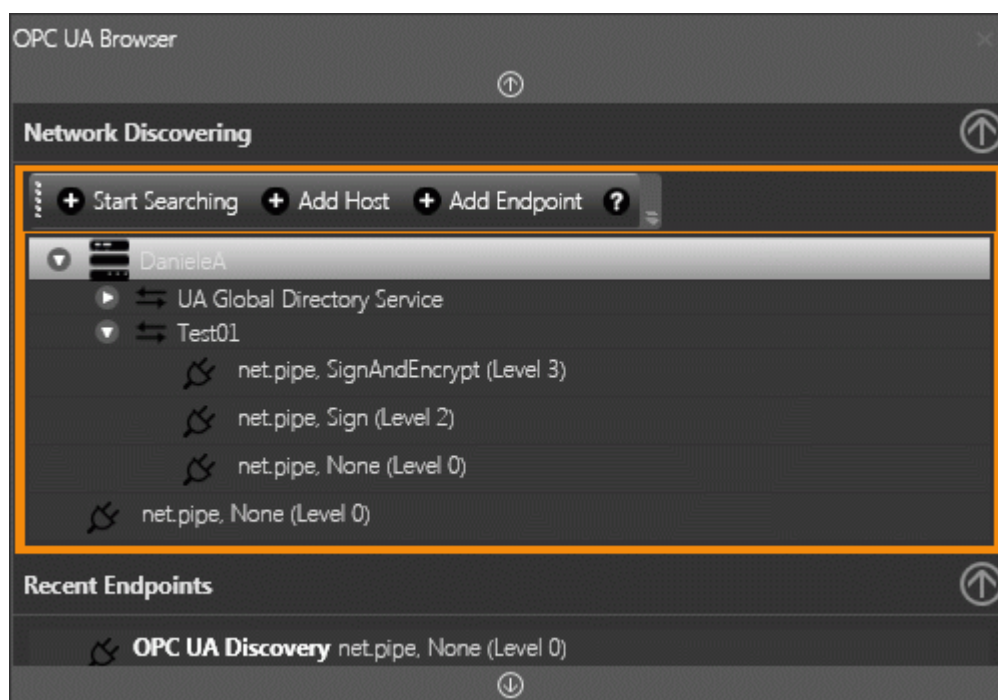 OPC UA Browser
Network Discovering
Start Searching Add Host Add Endpoint ?
DanieleA
UA Global Directory Service
Test01
net.pipe, SignAndEncrypt (Level 3)
net.pipe, Sign (Level 2)
net.pipe, None (Level 0)
net.pipe, None (Level 0)
Recent Endpoints
OPC UA Discovery net.pipe, None (Level 0)